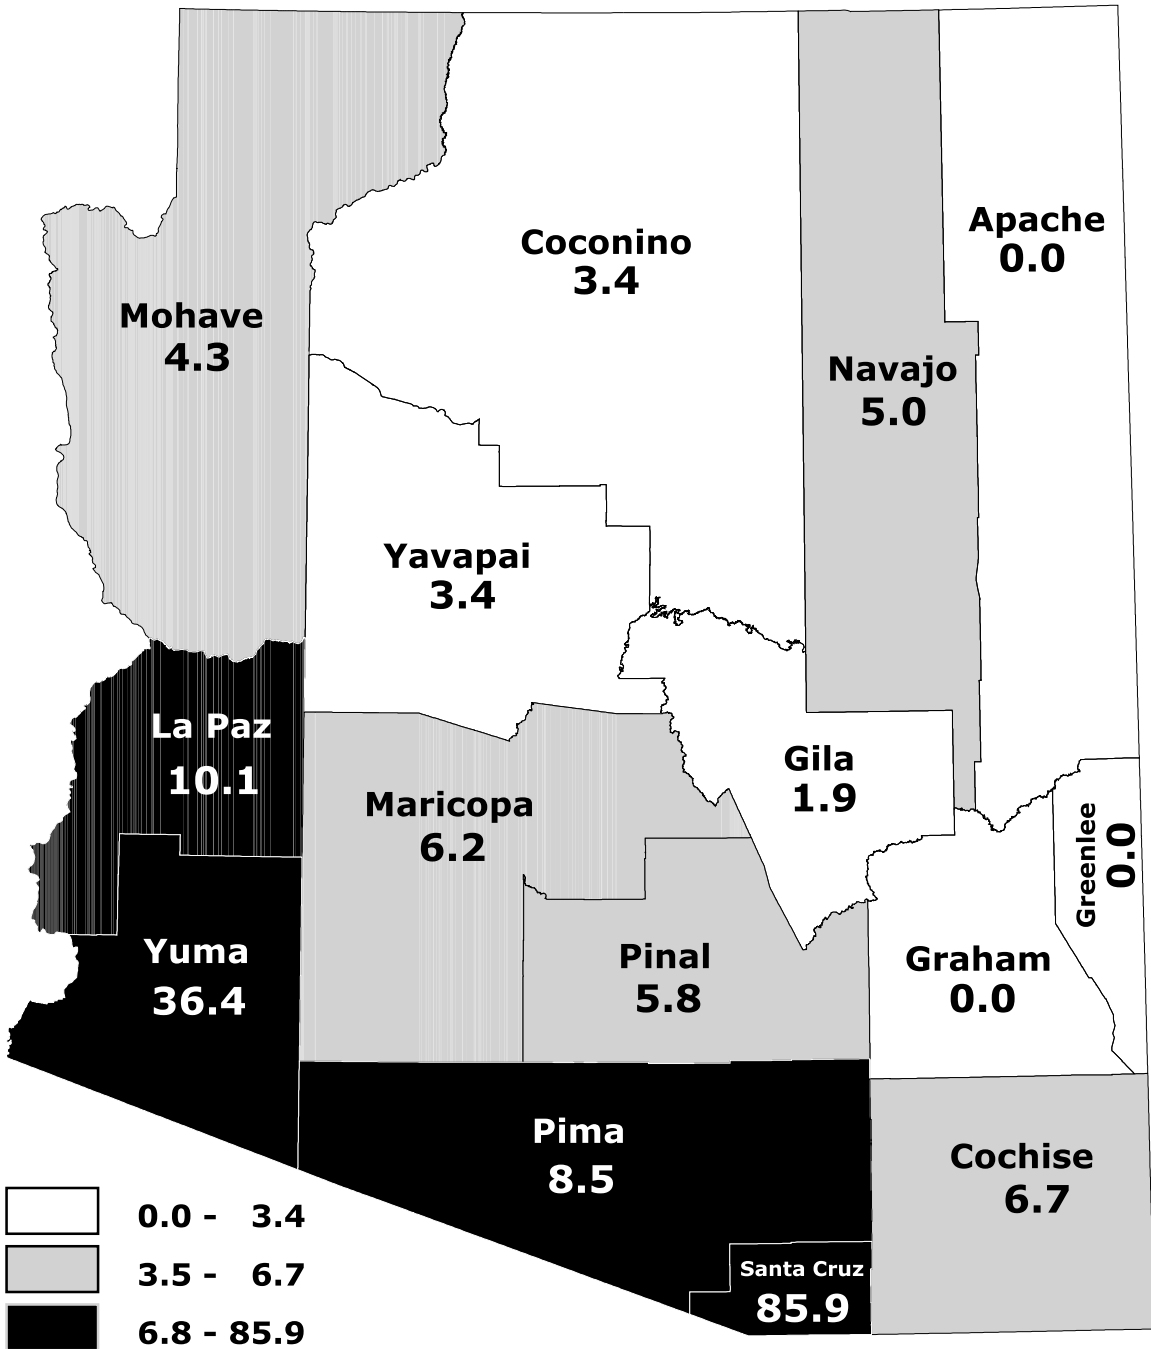 Apache
0.0
Coconino
3.4
Mohave
4.3
Navajo
5.0
Yavapai
3.4
La Paz
10.1
Gila
1.9
Maricopa
6.2
Greenlee
0.0
Yuma
36.4
Pinal
5.8
Graham
0.0
Pima
8.5
Cochise
6.7
Santa Cruz
85.9
0.0 - 3.4
3.5 - 6.7
6.8 - 85.9